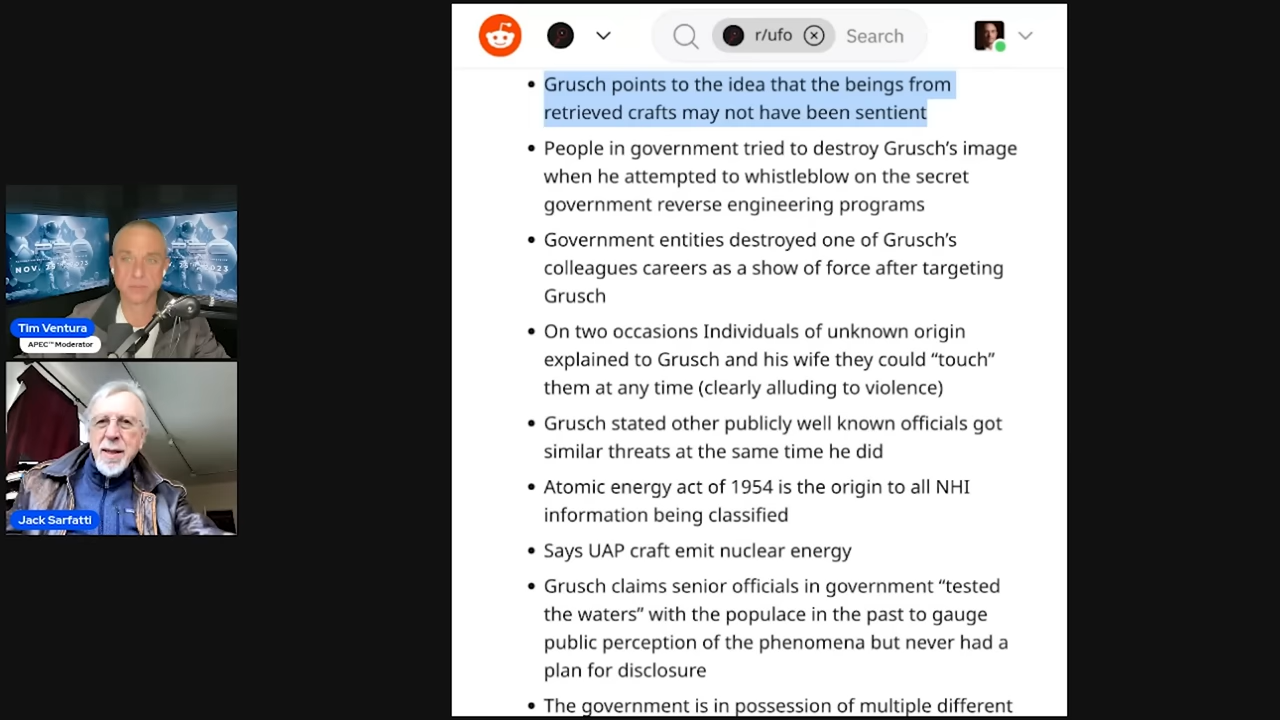 r/ufo
Search
Grusch points to the idea that the beings from
retrieved crafts may not have been sentient
People in government tried to destroy Grusch’s image
when he attempted to whistleblow on the secret
government reverse engineering programs
Government entities destroyed one of Grusch’s
colleagues careers as a show of force after targeting
Grusch
On two occasions Individuals of unknown origin
explained to Grusch and his wife they could “touch”
them at any time (clearly alluding to violence)
Grusch stated other publicly well known officials got
similar threats at the same time he did
Atomic energy act of 1954 is the origin to all NHI
information being classified
Says UAP craft emit nuclear energy
Grusch claims senior officials in government “tested
the waters” with the populace in the past to gauge
public perception of the phenomena but never had a
plan for disclosure
The government is in possession of multiple different
Tim Ventura
APEC™ Moderator
Jack Sarfatti